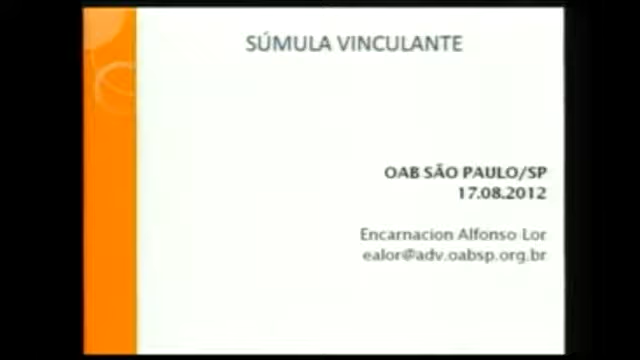 SÚMULA VINCULANTE
OAB SÃO PAULO/SP
17.08.2012
Encarnacion Alfonso Lor
ealor@adv.oabsp.org.br